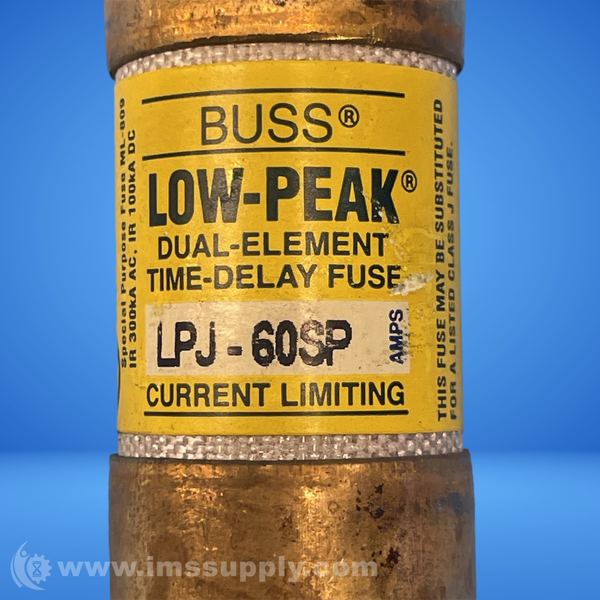 BUSS®
LOW-PEAK®
DUAL-ELEMENT
TIME-DELAY FUSE
LPJ-60SP AMPS
CURRENT LIMITING
Special Purpose Fuse ML-809
IR 300kA AC, IR 100kA DC
THIS FUSE MAY BE SUBSTITUTED
FOR A LISTED CLASS J FUSE.
www.imssupply.com/